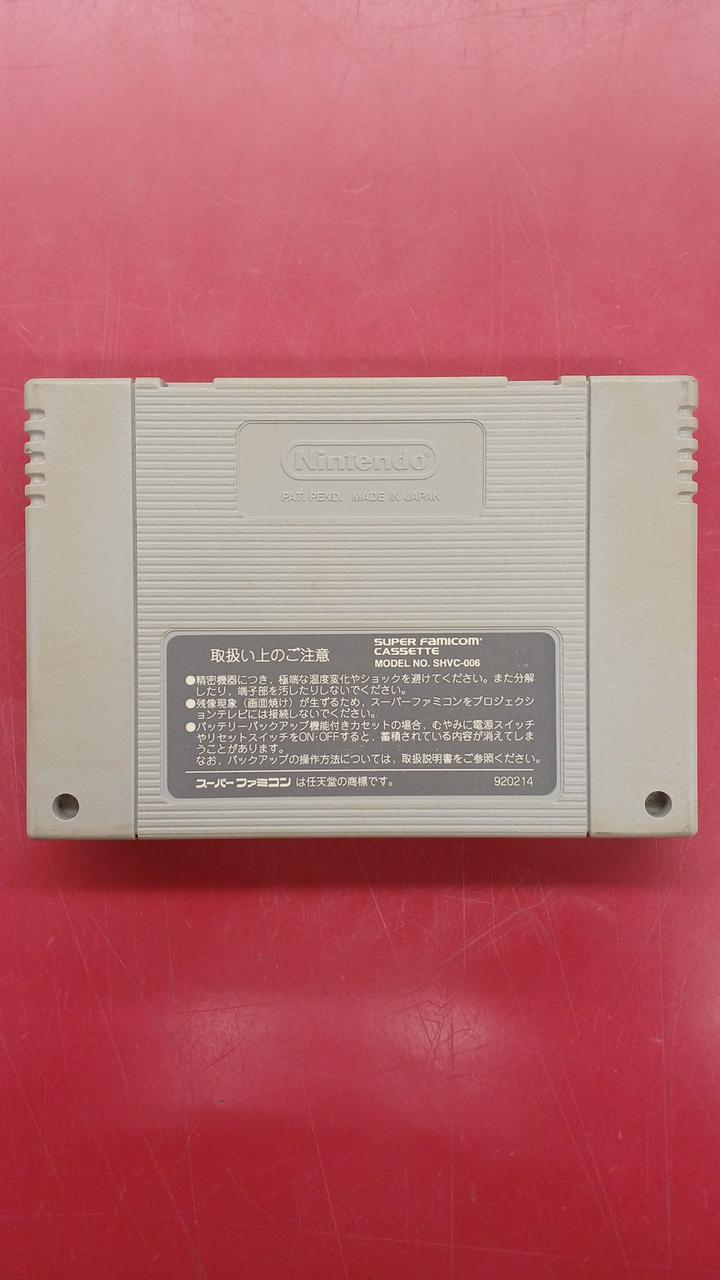 Nintendo®
PAT. PEND. MADE IN JAPAN
取扱い上のご注意
SUPER FAMICOM
CASSETTE
MODEL NO. SHVC-006
●精密機器につき、極端な温度変化やショックを避けてください。また分解
したり、端子部を汚したりしないでください。
●残像現象（画面焼け）が生ずるため、スーパーファミコンをプロジェクシ
ョンテレビには接続しないでください。
●バッテリーバックアップ機能付きカセットの場合、むやみに電源スイッチ
やリセットスイッチをON・OFFすると、蓄積されている内容が消えてしま
うことがあります。
なお、バックアップの操作方法については、取扱説明書をご参照ください。
スーパーファミコン は任天堂の商標です。 920214